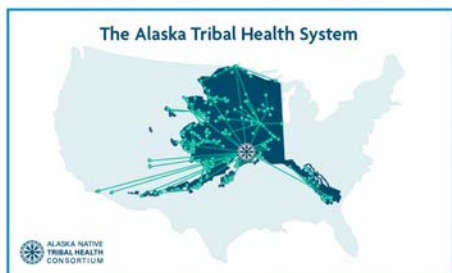 The Alaska Tribal Health System
ALASKA NATIVE
TRIBAL HEALTH
CONSORTIUM